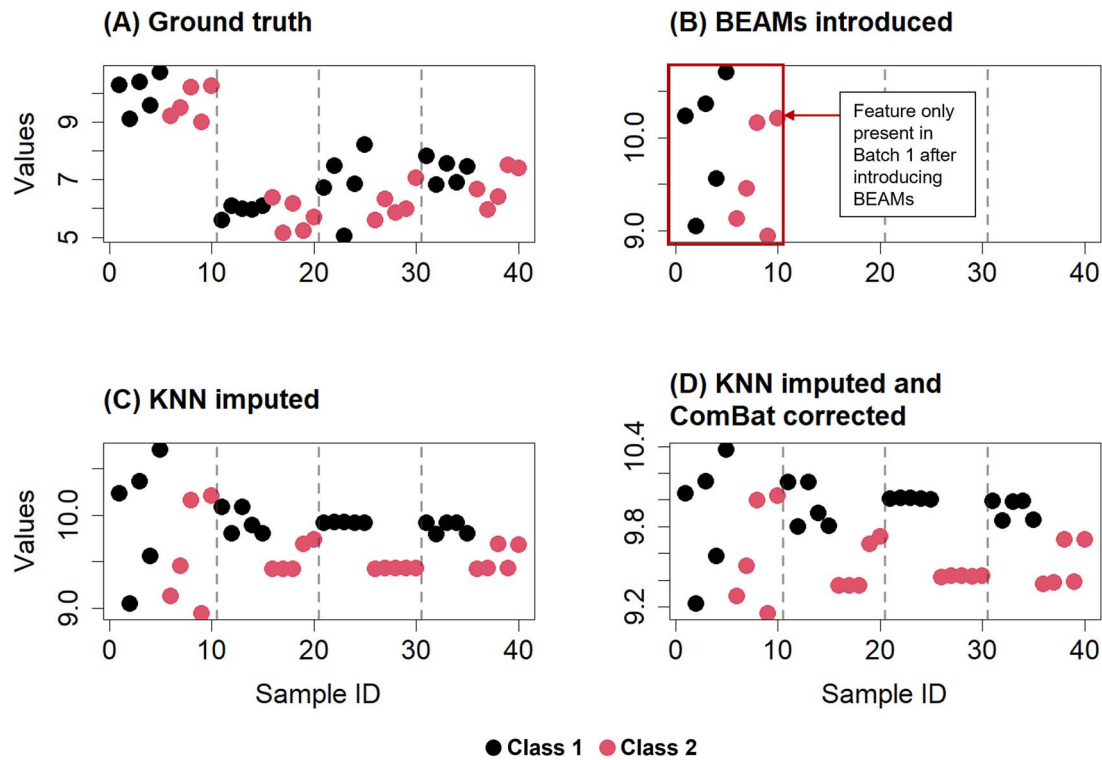 (A) Ground truth
(B) BEAMs introduced
Values
9
7
5
0 10 20 30 40
10.0
9.0
0 10 20 30 40
Feature only
present in
Batch 1 after
introducing
BEAMs
(C) KNN imputed
(D) KNN imputed and
ComBat corrected
Values
10.0
9.0
0 10 20 30 40
Sample ID
10.4
9.8
9.2
0 10 20 30 40
Sample ID
Class 1 Class 2